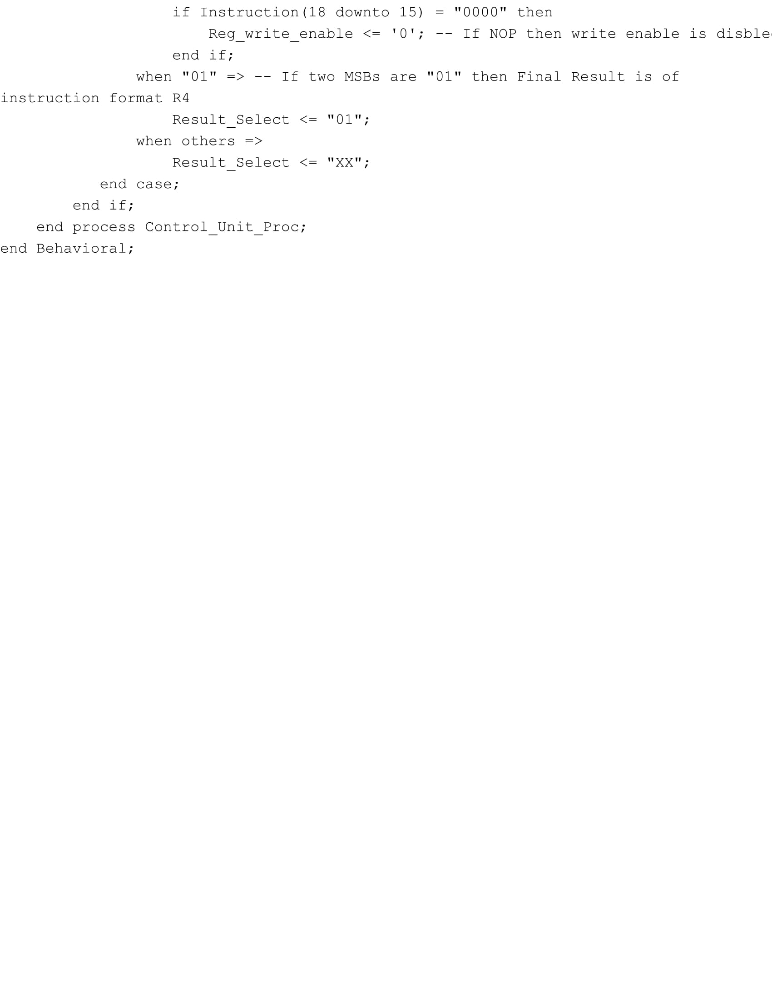 if Instruction(18 downto 15) = "0000" then
Reg_write_enable <= '0'; -- If NOP then write enable is disble
end if;
when "01" => -- If two MSBs are "01" then Final Result is of
instruction format R4
Result_Select <= "01";
when others =>
Result_Select <= "XX";
end case;
end if;
end process Control_Unit_Proc;
end Behavioral;